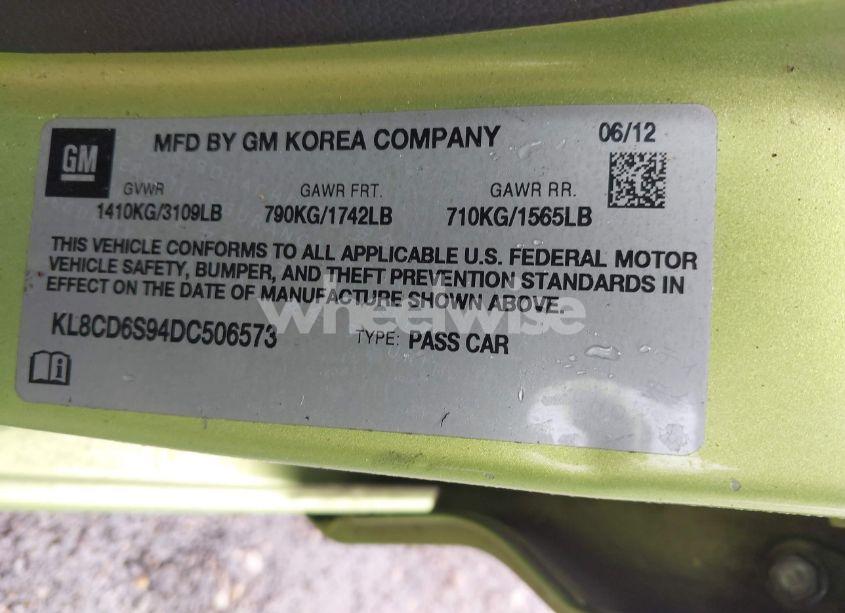 GM
MFD BY GM KOREA COMPANY
06/12
GVWR GAWR FRT. GAWR RR.
1410KG/3109LB 790KG/1742LB 710KG/1565LB
THIS VEHICLE CONFORMS TO ALL APPLICABLE U.S. FEDERAL MOTOR
VEHICLE SAFETY, BUMPER, AND THEFT PREVENTION STANDARDS IN
EFFECT ON THE DATE OF MANUFACTURE SHOWN ABOVE.
wheelwise
KL8CD6S94DC506573 TYPE: PASS CAR